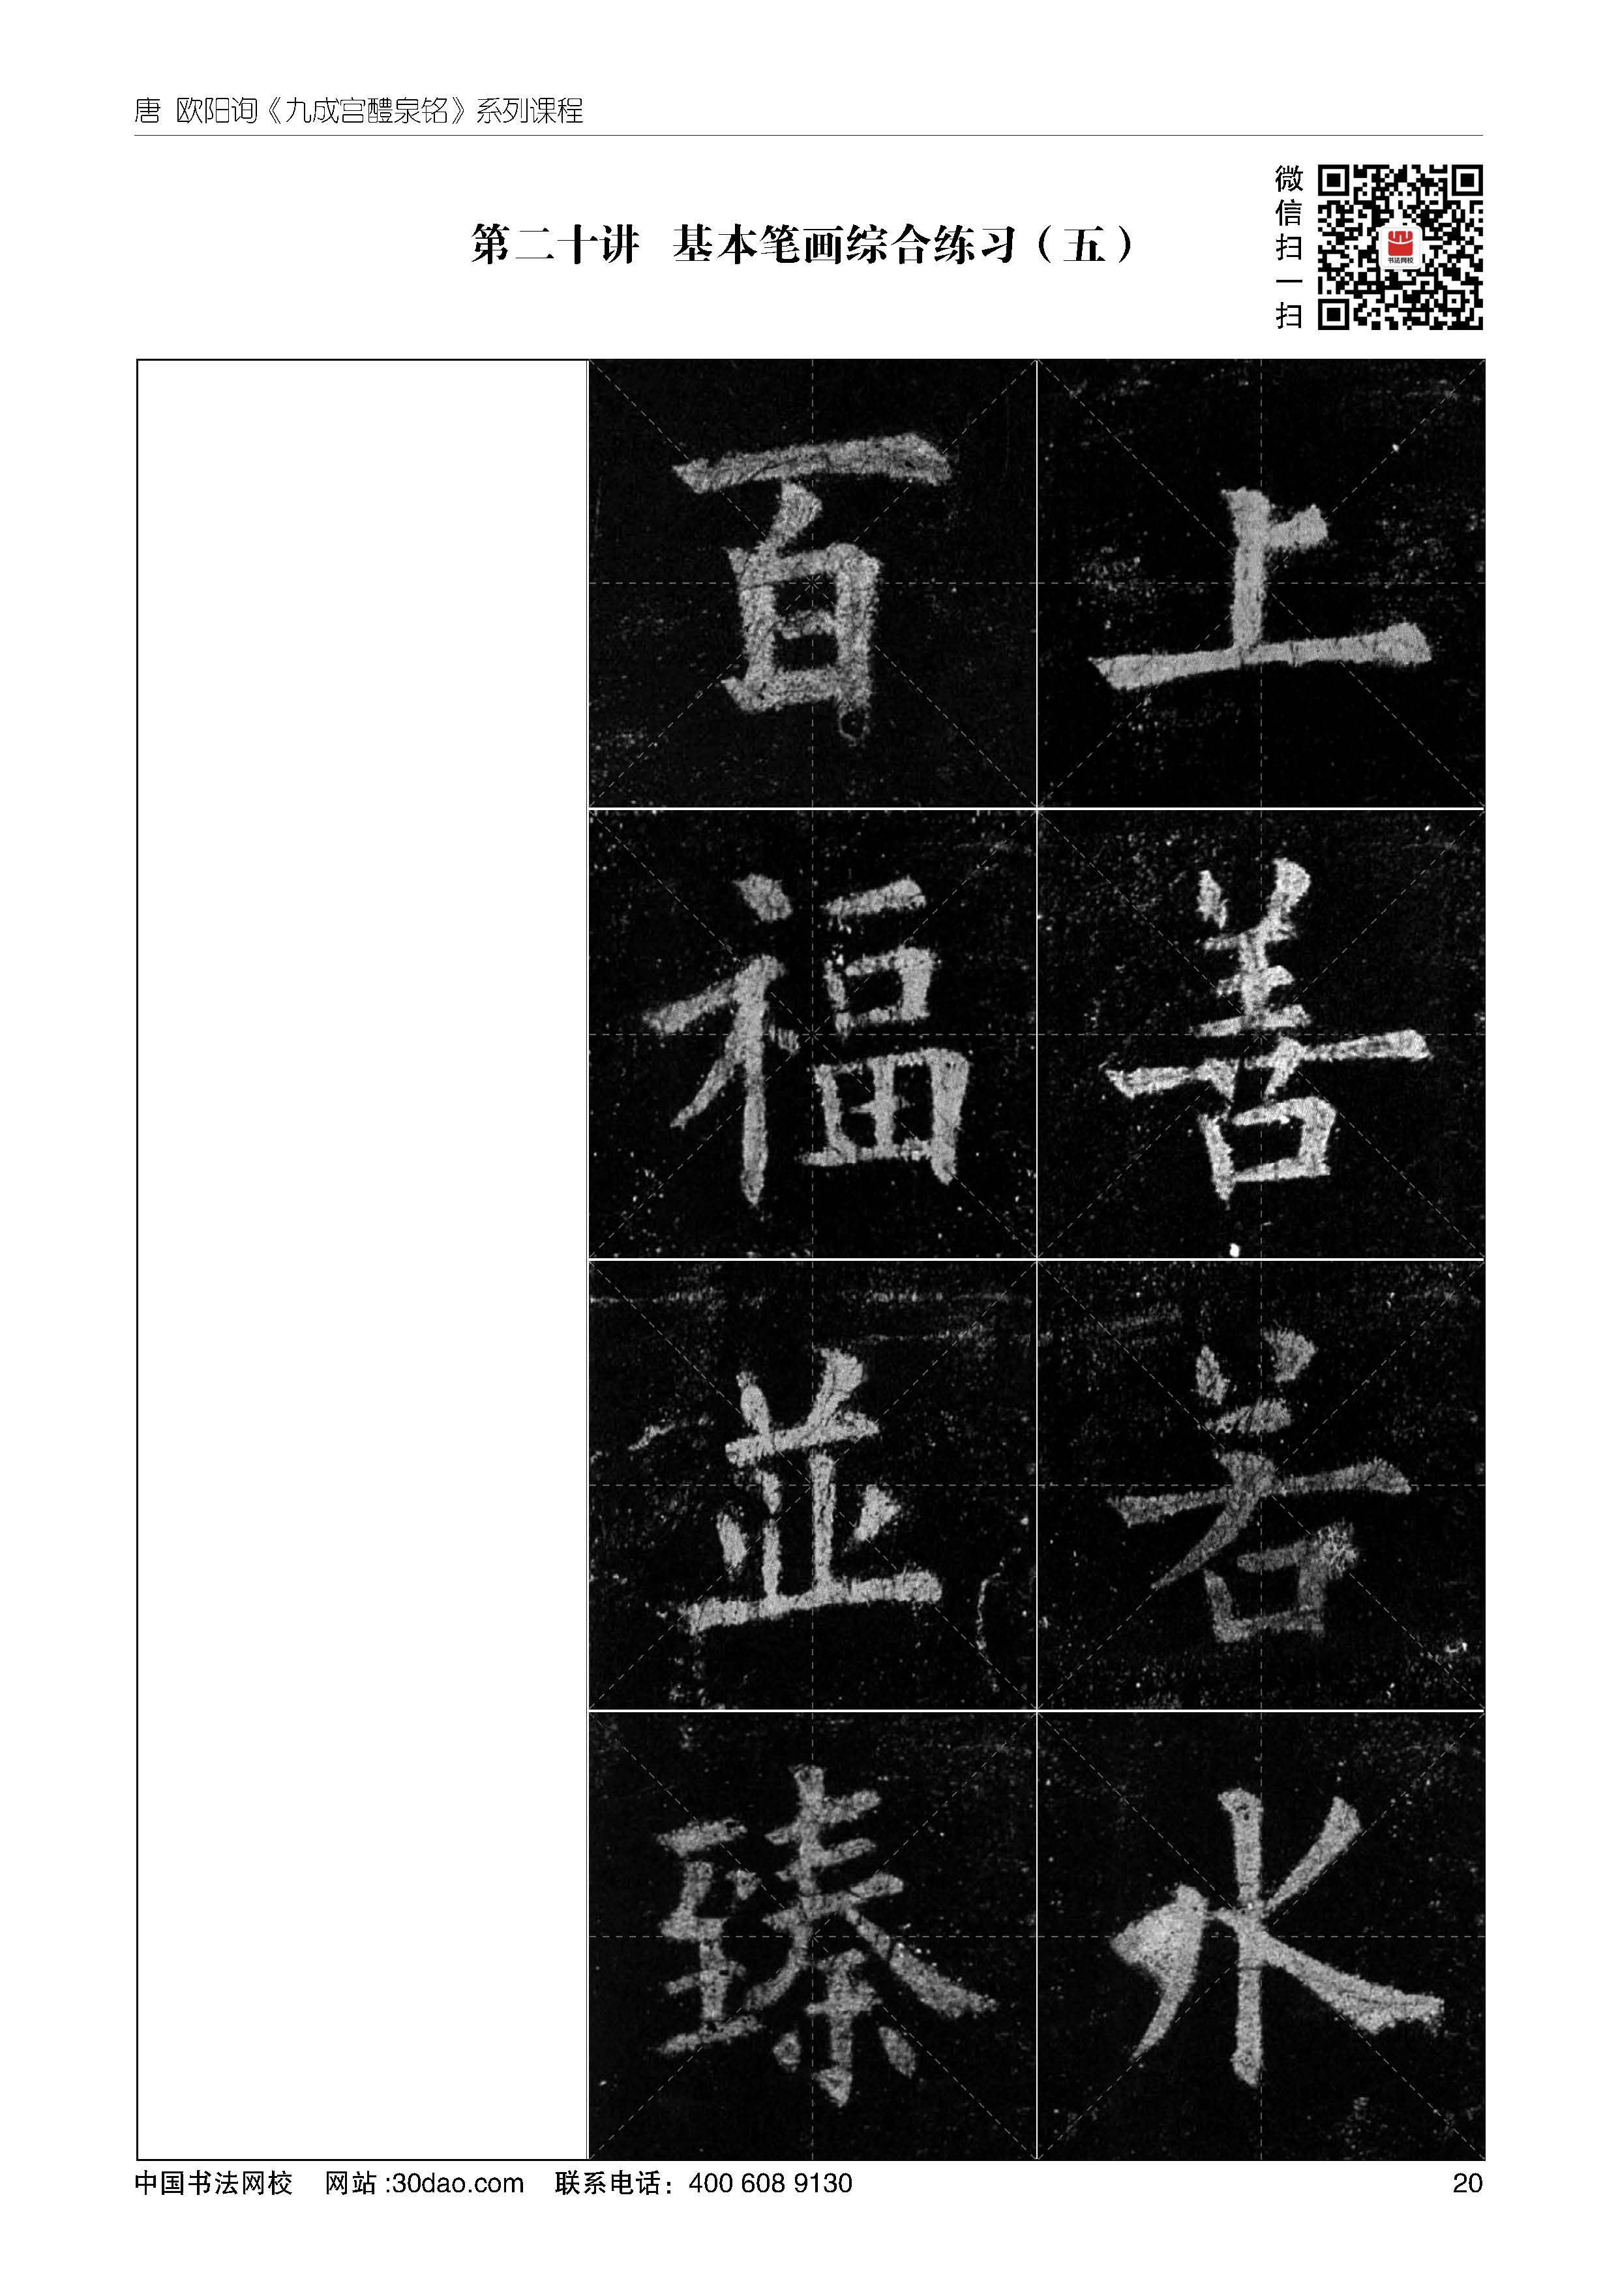 唐 欧阳询《九成宫醴泉铭》系列课程
第二十讲 基本笔画综合练习（五）
微信扫一扫
书法网校
上善若水
百福並臻
中国书法网校 网站:30dao.com 联系电话：400 608 9130
20